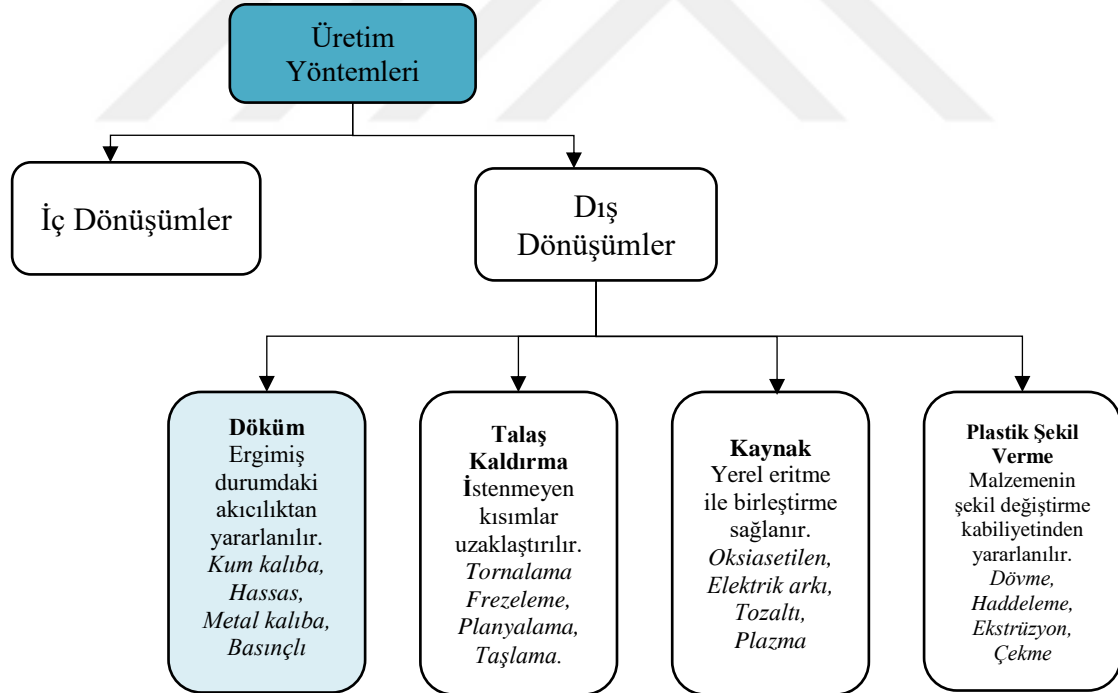 Üretim
Yöntemleri
İç Dönüşümler
Dış
Dönüşümler
Döküm
Ergimiş
durumdaki
akıcılıktan
yararlanılır.
Kum kalıba,
Hassas,
Metal kalıba,
Basınçlı
Talaş
Kaldırma
İstenmeyen
kısımlar
uzaklaştırılır.
Tornalama
Frezeleme,
Planyalama,
Taşlama.
Kaynak
Yerel eritme
ile birleştirme
sağlanır.
Oksiasetilen,
Elektrik arkı,
Tozaltı,
Plazma
Plastik Şekil
Verme
Malzemenin
şekil değiştirme
kabiliyetinden
yararlanılır.
Dövme,
Haddeleme,
Ekstrüzyon,
Çekme